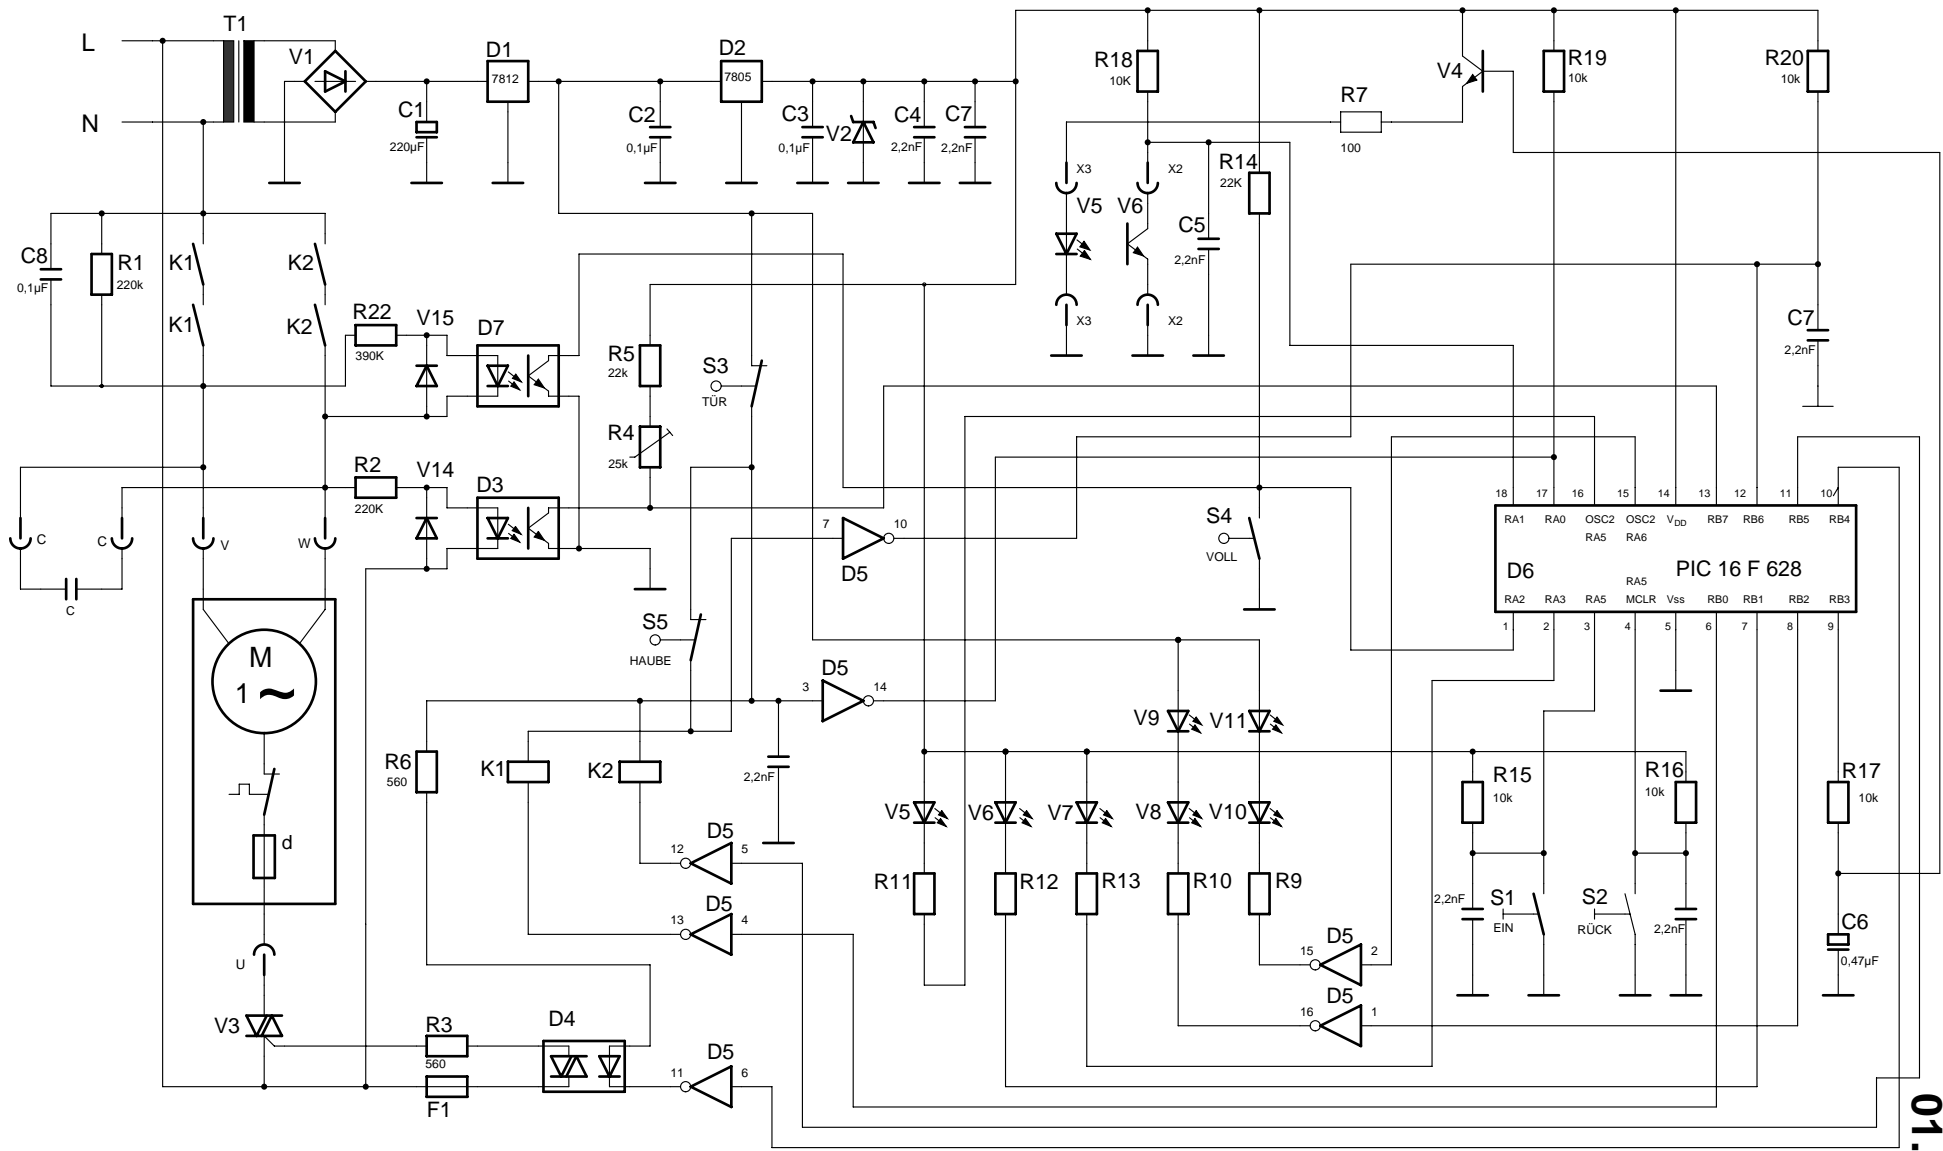 T1
L
N
V1
D1
7812
D2
7805
C1
220µF
C2
0,1µF
C3
0,1µF
V2
C4
2,2nF
C7
2,2nF
R18
10K
R7
100
V4
R19
10k
R20
10k
X3
X2
R14
22K
V5
V6
C5
2,2nF
X3
X2
C7
2,2nF
C8
0,1µF
R1
220k
K1
K2
K1
K2
R22
390K
V15
D7
R5
22k
S3
TÜR
R4
25k
R2
220K
V14
D3
C
C
V
W
C
7
10
D5
S4
VOLL
18
17
16
15
14
13
12
11
10
RA1
RA0
OSC2
RA5
OSC2
RA6
VDD
RB7
RB6
RB5
RB4
D6
PIC 16 F 628
RA5
RA2
RA3
RA5
MCLR
Vss
RB0
RB1
RB2
RB3
1
2
3
4
5
6
7
8
9
S5
HAUBE
M
1 ~
3
D5
14
R6
560
K1
K2
2,2nF
V9
V11
d
V5
V6
V7
V8
V10
R15
10k
R16
10k
R17
10k
12
D5
5
R11
R12
R13
R10
R9
2,2nF
S1
EIN
S2
RÜCK
2,2nF
C6
0,47µF
13
D5
4
U
15
D5
2
16
D5
1
V3
R3
560
D4
F1
11
D5
6
01.